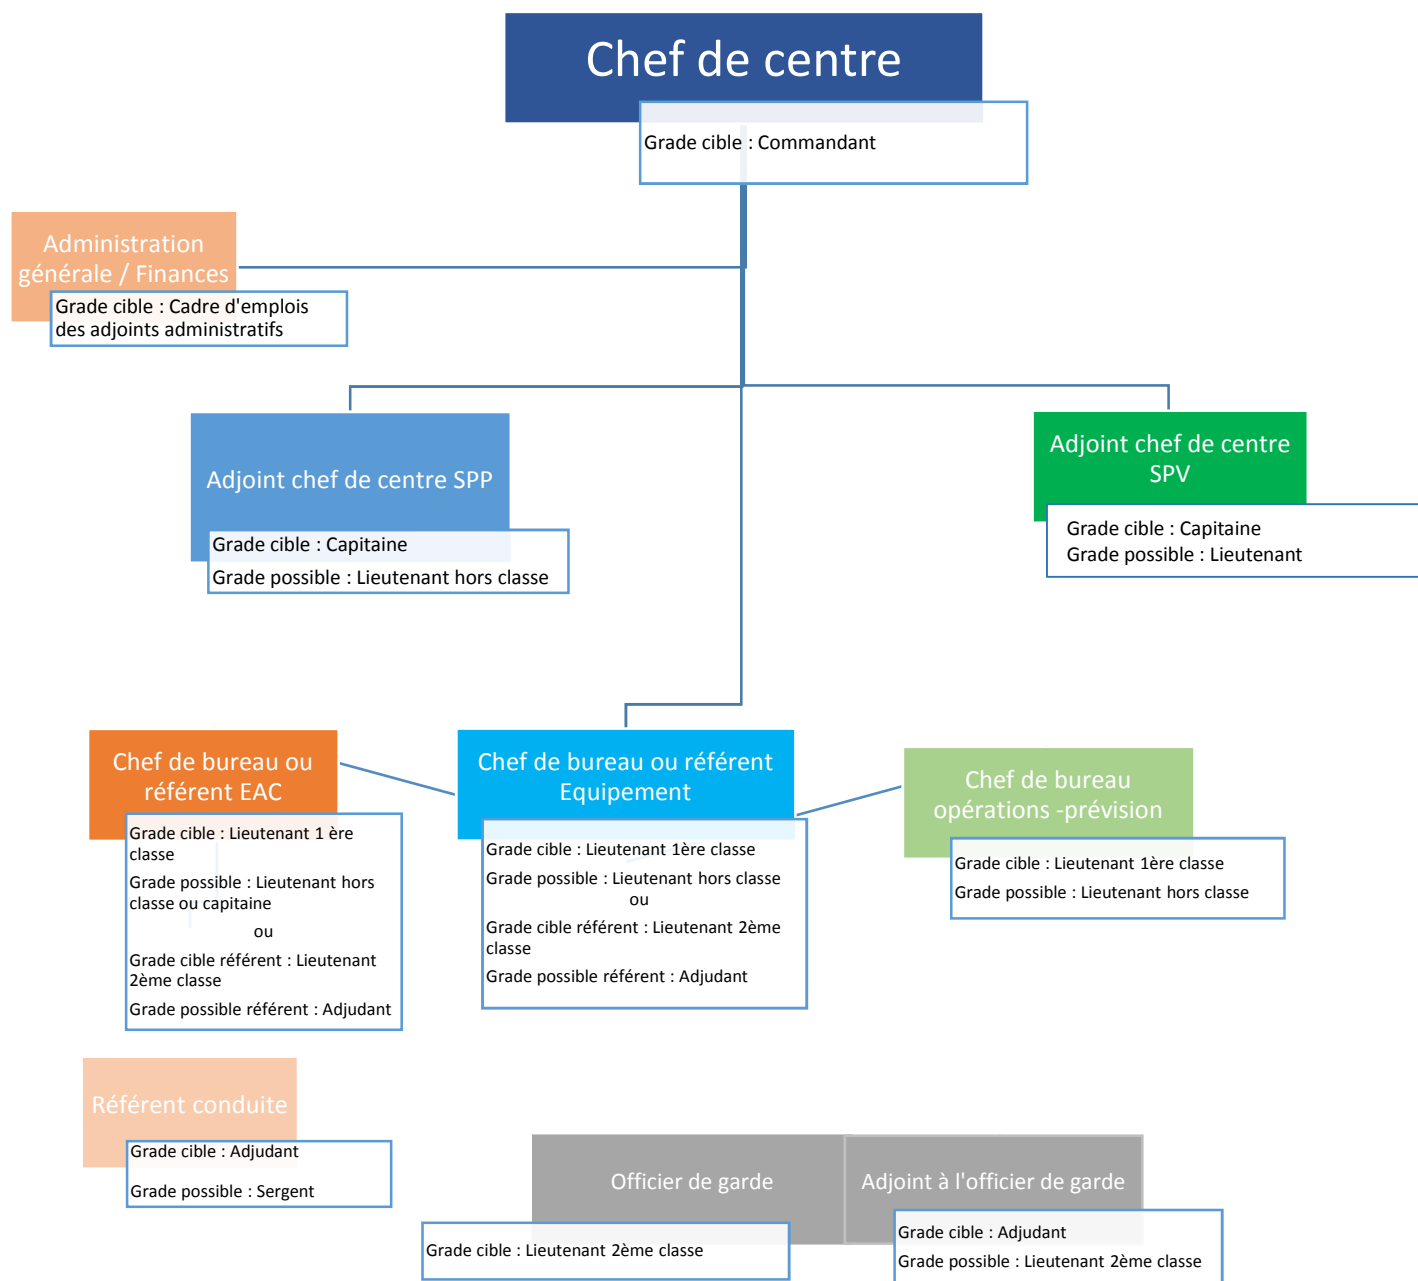 Chef de centre
Grade cible : Commandant
Administration
générale / Finances
Grade cible : Cadre d'emplois
des adjoints administratifs
Adjoint chef de centre SPP
Grade cible : Capitaine
Grade possible : Lieutenant hors classe
Adjoint chef de centre
SPV
Grade cible : Capitaine
Grade possible : Lieutenant
Chef de bureau ou
référent EAC
Grade cible : Lieutenant 1 ère
classe
Grade possible : Lieutenant hors
classe ou capitaine
ou
Grade cible référent : Lieutenant
2ème classe
Grade possible référent : Adjudant
Chef de bureau ou référent
Equipement
Grade cible : Lieutenant 1ère classe
Grade possible : Lieutenant hors classe
ou
Grade cible référent : Lieutenant 2ème
classe
Grade possible référent : Adjudant
Chef de bureau
opérations -prévision
Grade cible : Lieutenant 1ère classe
Grade possible : Lieutenant hors classe
Référent conduite
Grade cible : Adjudant
Grade possible : Sergent
Officier de garde
Grade cible : Lieutenant 2ème classe
Adjoint à l'officier de garde
Grade cible : Adjudant
Grade possible : Lieutenant 2ème classe